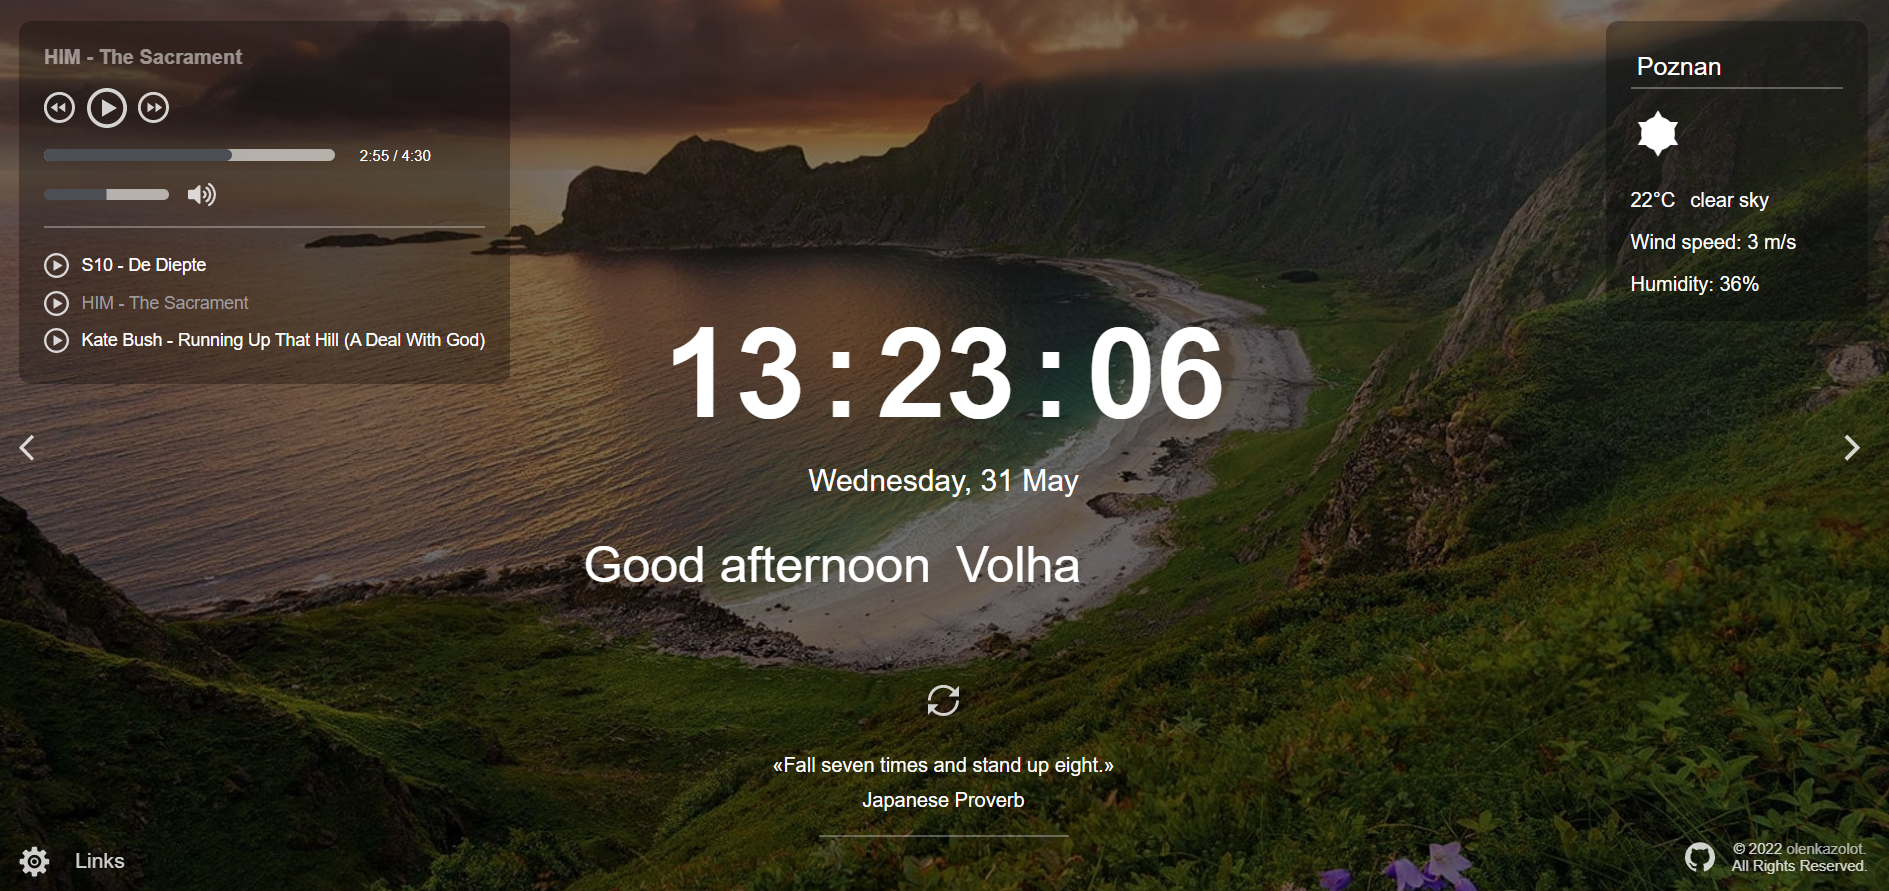 HIM - The Sacrament
2:55 / 4:30
S10 - De Diepte
HIM - The Sacrament
Kate Bush - Running Up That Hill (A Deal With God)
Poznan
22°C clear sky
Wind speed: 3 m/s
Humidity: 36%
13:23:06
Wednesday, 31 May
Good afternoon Volha
«Fall seven times and stand up eight.»
Japanese Proverb
Links
© 2022 olenkazolot.
All Rights Reserved.